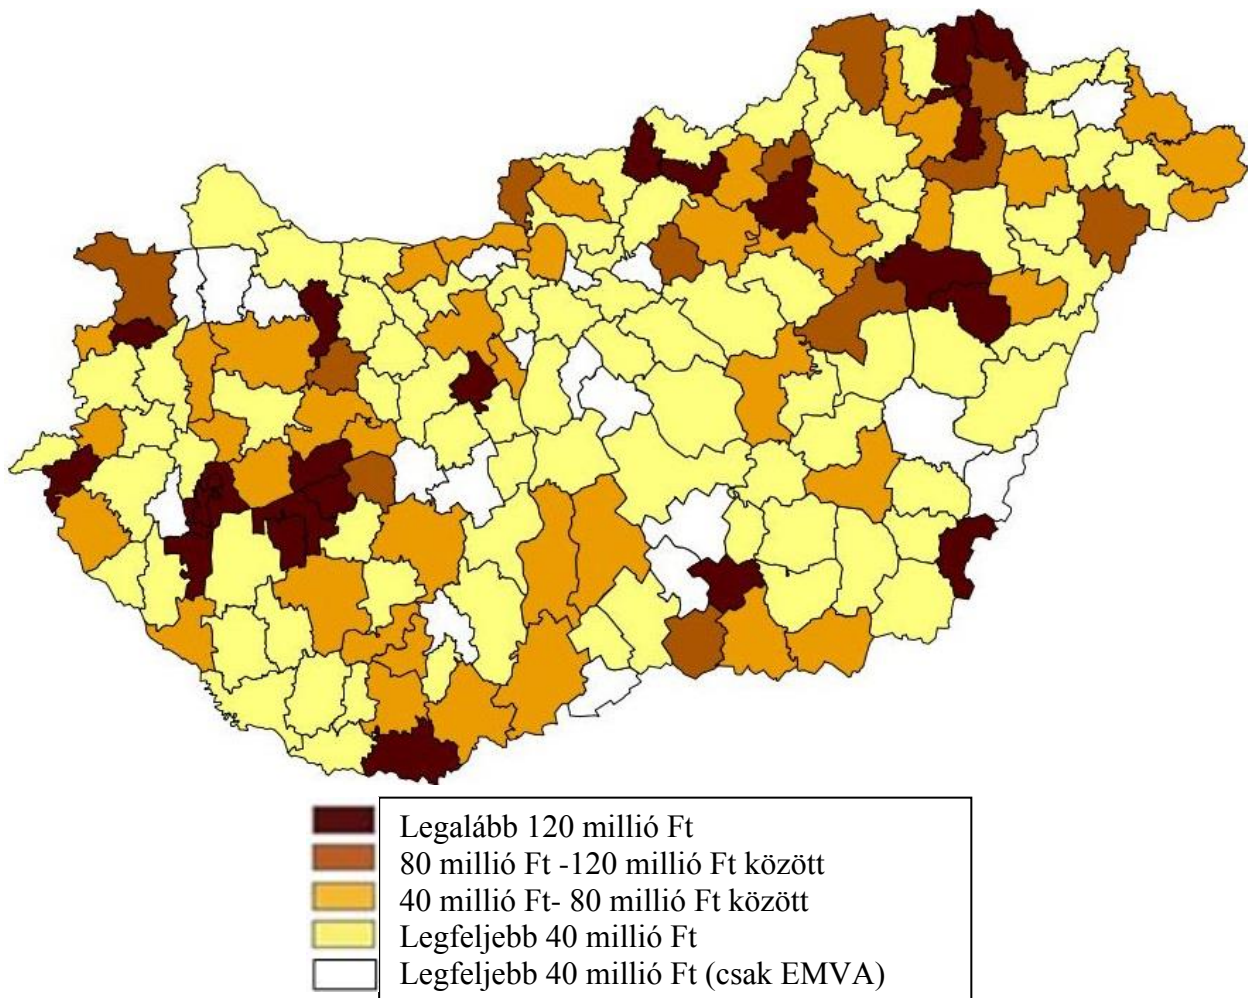 Legalább 120 millió Ft
80 millió Ft -120 millió Ft között
40 millió Ft- 80 millió Ft között
Legfeljebb 40 millió Ft
Legfeljebb 40 millió Ft (csak EMVA)